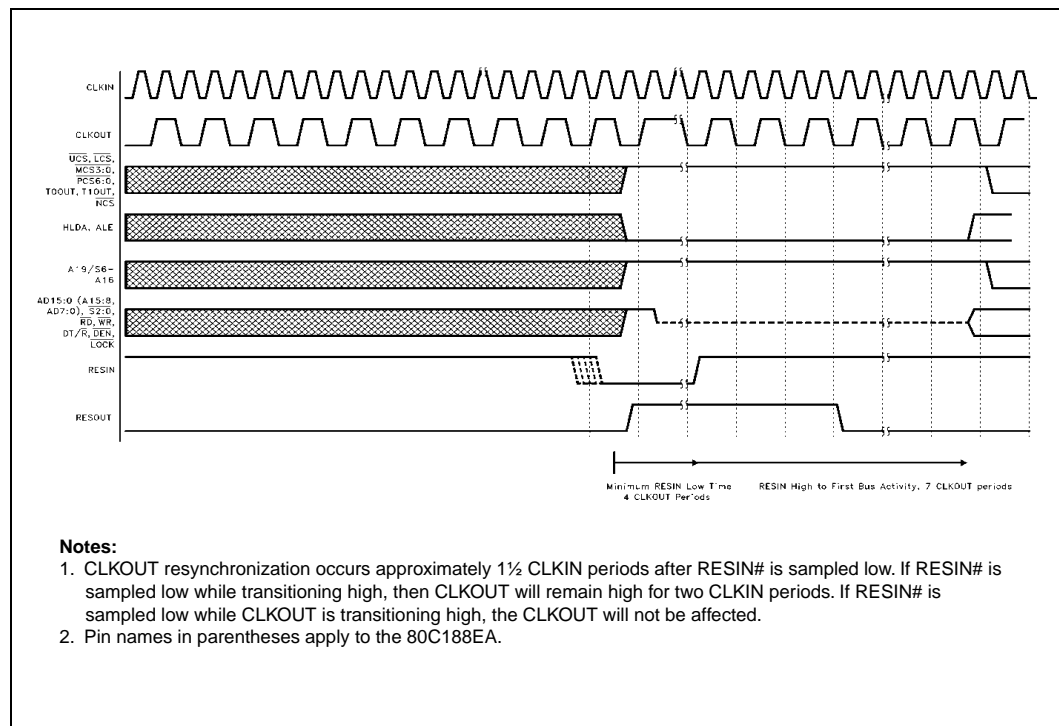 CLKIN
CLKOUT
UCS, LCS,
MCS3:0,
PCS6:0,
T0OUT, T1OUT,
NCS
HLDA, ALE
A19/S6–
A16
AD15:0 (A15:8,
AD7:0), S2:0,
RD, WR,
DT/R, DEN,
LOCK
RESIN
RESOUT
Minimum RESIN Low Time
4 CLKOUT Periods
RESIN High to First Bus Activity, 7 CLKOUT periods
Notes:
1. CLKOUT resynchronization occurs approximately 1½ CLKIN periods after RESIN# is sampled low. If RESIN# is
sampled low while transitioning high, then CLKOUT will remain high for two CLKIN periods. If RESIN# is
sampled low while CLKOUT is transitioning high, the CLKOUT will not be affected.
2. Pin names in parentheses apply to the 80C188EA.